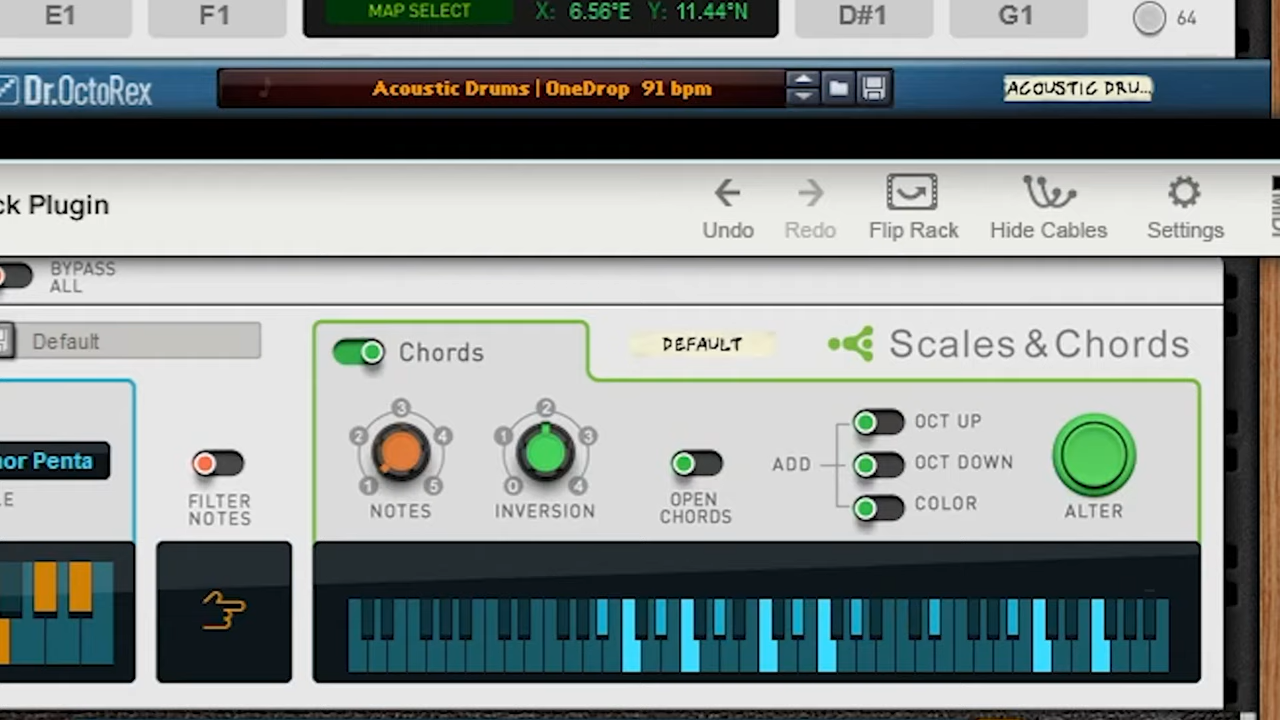 E1
F1
MAP SELECT
X: 6.56°E Y: 11.44°N
D#1
G1
64
Dr.OctoRex
Acoustic Drums | OneDrop 91 bpm
ACOUSTIC DRU...
ck Plugin
Undo
Redo
Flip Rack
Hide Cables
Settings
BYPASS
ALL
Default
Chords
DEFAULT
Scales & Chords
nor Penta
FILTER
NOTES
1
2
3
4
5
NOTES
0
1
2
3
4
INVERSION
OPEN
CHORDS
ADD
OCT UP
OCT DOWN
COLOR
ALTER